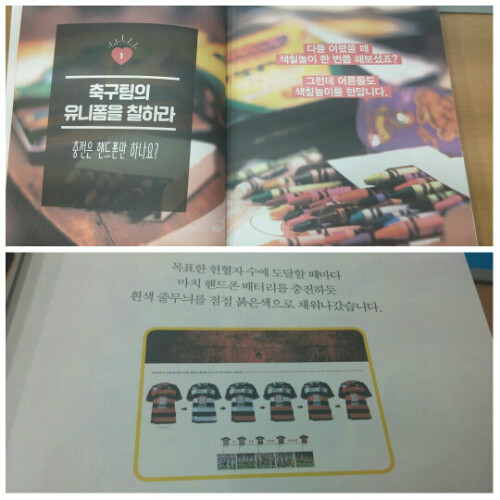 1
축구팀의
유니폼을 칠하라
충전은 핸드폰만 하나요?
다들 어렸을 때
색칠놀이 한 번쯤 해보셨죠?
그런데 어른들도
색칠놀이를 한답니다.
목표한 헌혈자 수에 도달할 때마다
마치 핸드폰 배터리를 충전하듯
흰색 줄무늬를 점점 붉은색으로 채워나갔습니다.